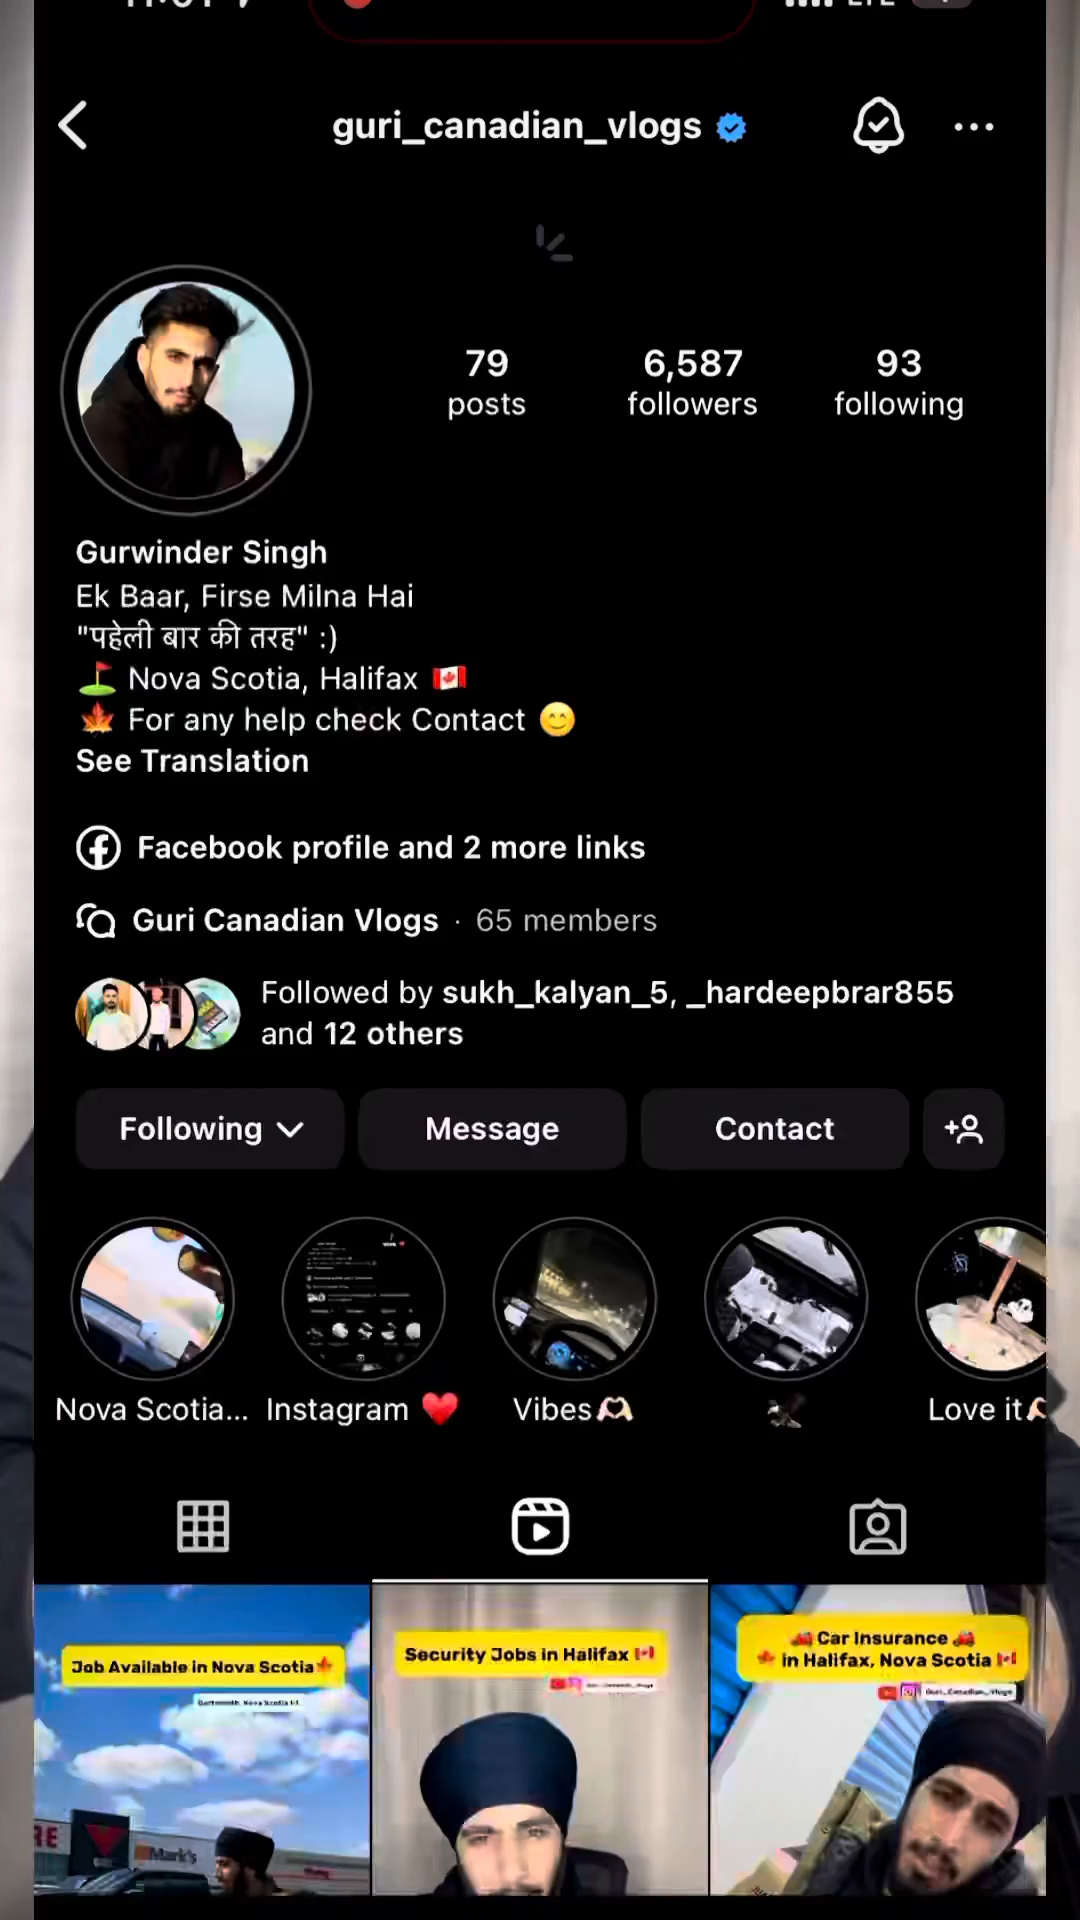 guri_canadian_vlogs
79
posts
6,587
followers
93
following
Gurwinder Singh
Ek Baar, Firse Milna Hai
"पहेली बार की तरह" :)
Nova Scotia, Halifax 🇨🇦
🍁 For any help check Contact 😊
See Translation
Facebook profile and 2 more links
Guri Canadian Vlogs · 65 members
Followed by sukh_kalyan_5, _hardeepbrar855
and 12 others
Following
Message
Contact
Nova Scotia...
Instagram ❤️
Vibes
Love it
Job Available in Nova Scotia🍁
Dartmouth, Nova Scotia
Security Jobs in Halifax 🇨🇦
🚗 Car Insurance 🚗
🍁 in Halifax, Nova Scotia 🇨🇦
Guri_Canadian_Vlogs
Mark's